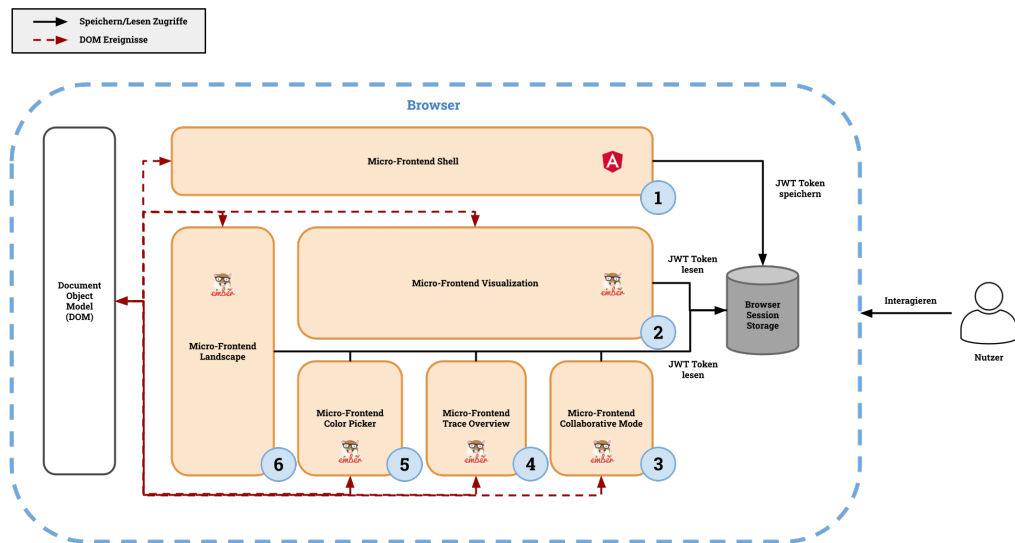 Speichern/Lesen Zugriffe
DOM Ereignisse
Browser
Document
Object
Model
(DOM)
Micro-Frontend Shell
1
JWT Token
speichern
Micro-Frontend Visualization
ember
2
JWT Token
lesen
Browser
Session
Storage
Interagieren
Nutzer
ember
Micro-Frontend
Landscape
6
JWT Token
lesen
Micro-Frontend
Color Picker
ember
5
Micro-Frontend
Trace Overview
ember
4
Micro-Frontend
Collaborative Mode
ember
3